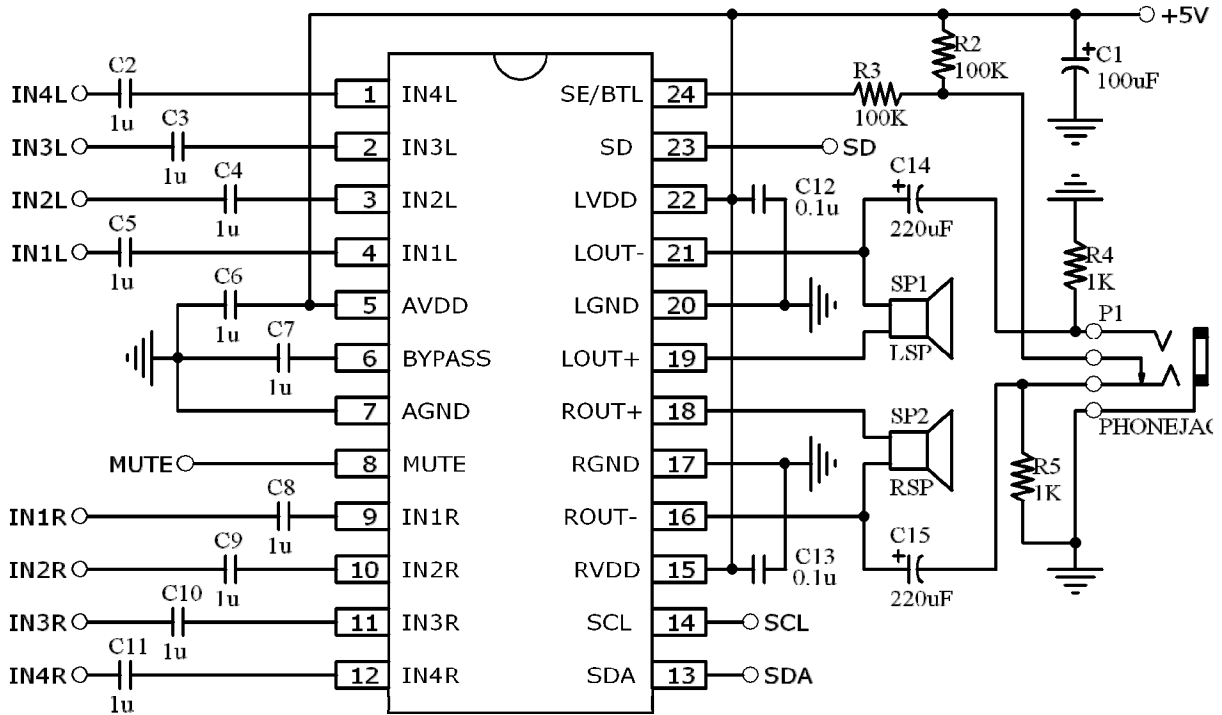 +5V
C2
IN4L
1u
1
IN4L
SE/BTL
24
R3
100K
R2
100K
C1
+
100uF
C3
IN3L
1u
2
IN3L
SD
23
SD
C4
IN2L
1u
3
IN2L
LVDD
22
C12
0.1u
C14
+
220uF
C5
IN1L
1u
4
IN1L
LOUT-
21
R4
1K
C6
1u
5
AVDD
LGND
20
SP1
LSP
P1
C7
1u
6
BYPASS
LOUT+
19
7
AGND
ROUT+
18
SP2
RSP
PHONEJAC
MUTE
8
MUTE
RGND
17
R5
1K
C8
IN1R
1u
9
IN1R
ROUT-
16
C9
IN2R
1u
10
IN2R
RVDD
15
C13
0.1u
C15
+
220uF
C10
IN3R
1u
11
IN3R
SCL
14
SCL
C11
IN4R
1u
12
IN4R
SDA
13
SDA